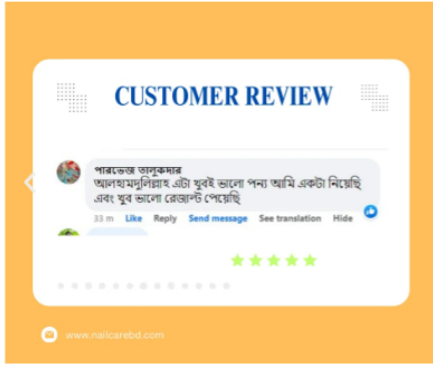 CUSTOMER REVIEW
পারভেজ তালুকদার
আলহামদুলিল্লাহ এটা খুবই ভালো পন্য আমি একটা নিয়েছি
এবং খুব ভালো রেজাল্ট পেয়েছি
33 m Like Reply Send message See translation Hide
www.nailcarebd.com